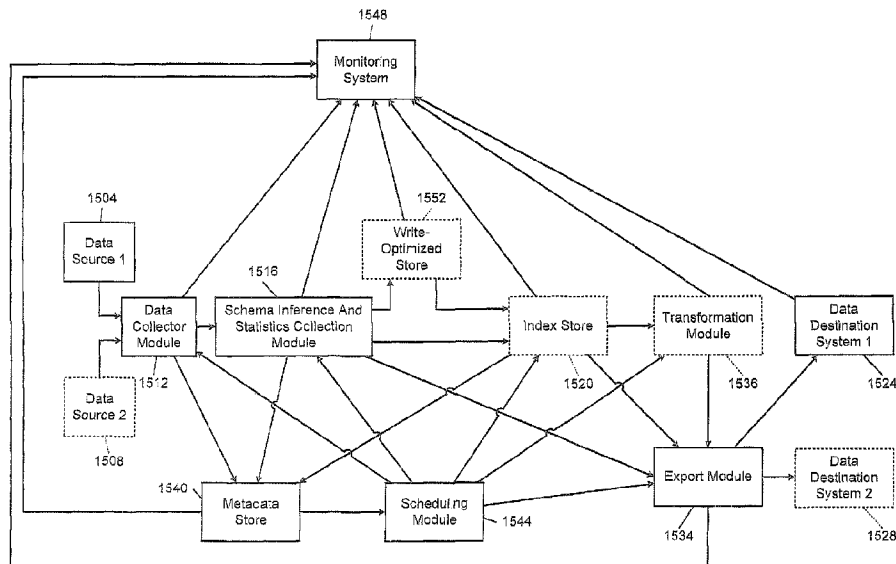 1548
Monitoring
System
1504
Data
Source 1
1552
Write-
Optimized
Store
1516
Data
Collector
Module
Schema Inference And
Statistics Collection
Module
Index Store
Transformation
Module
Data
Destination
System 1
1512
1520
1536
1524
Data
Source 2
1508
1540
Metacata
Store
Scheduling
Module
1544
Export Module
Data
Destination
System 2
1534
1528